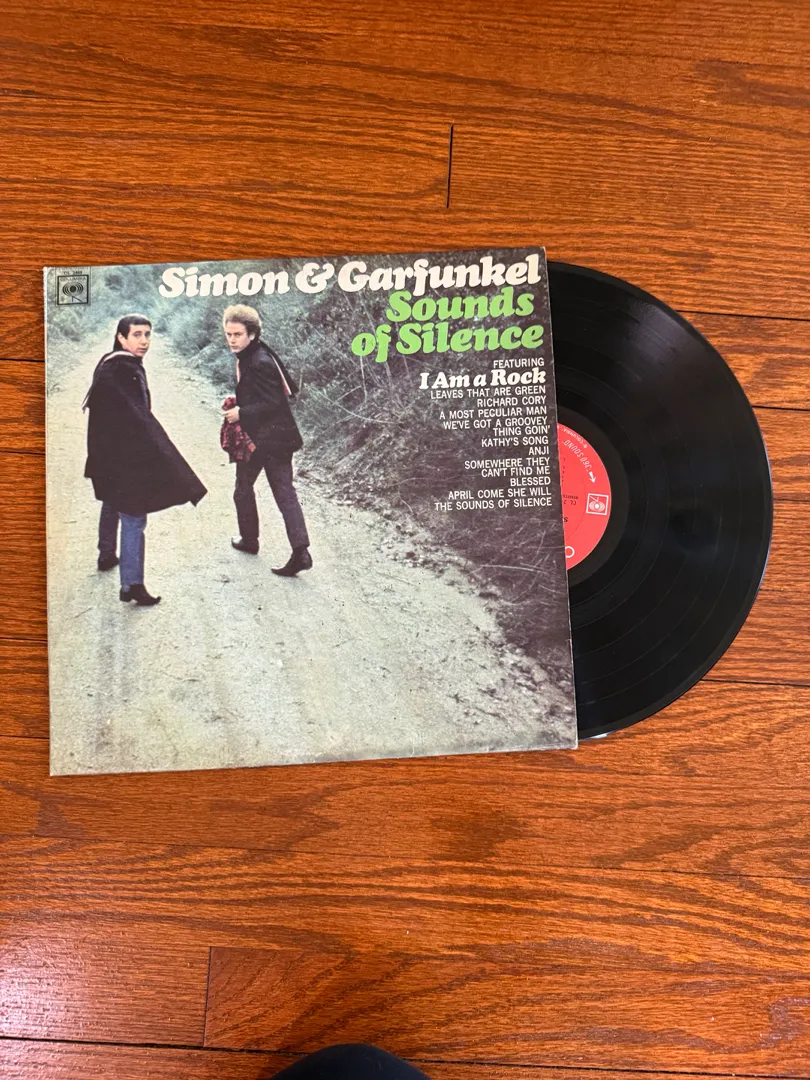 Simon & Garfunkel
Sounds
of Silence
FEATURING
I Am a Rock
LEAVES THAT ARE GREEN
RICHARD CORY
A MOST PECULIAR MAN
WE'VE GOT A GROOVEY
THING GOIN'
KATHY'S SONG
ANJI
SOMEWHERE THEY
CAN'T FIND ME
BLESSED
APRIL COME SHE WILL
THE SOUNDS OF SILENCE
360 SOUND